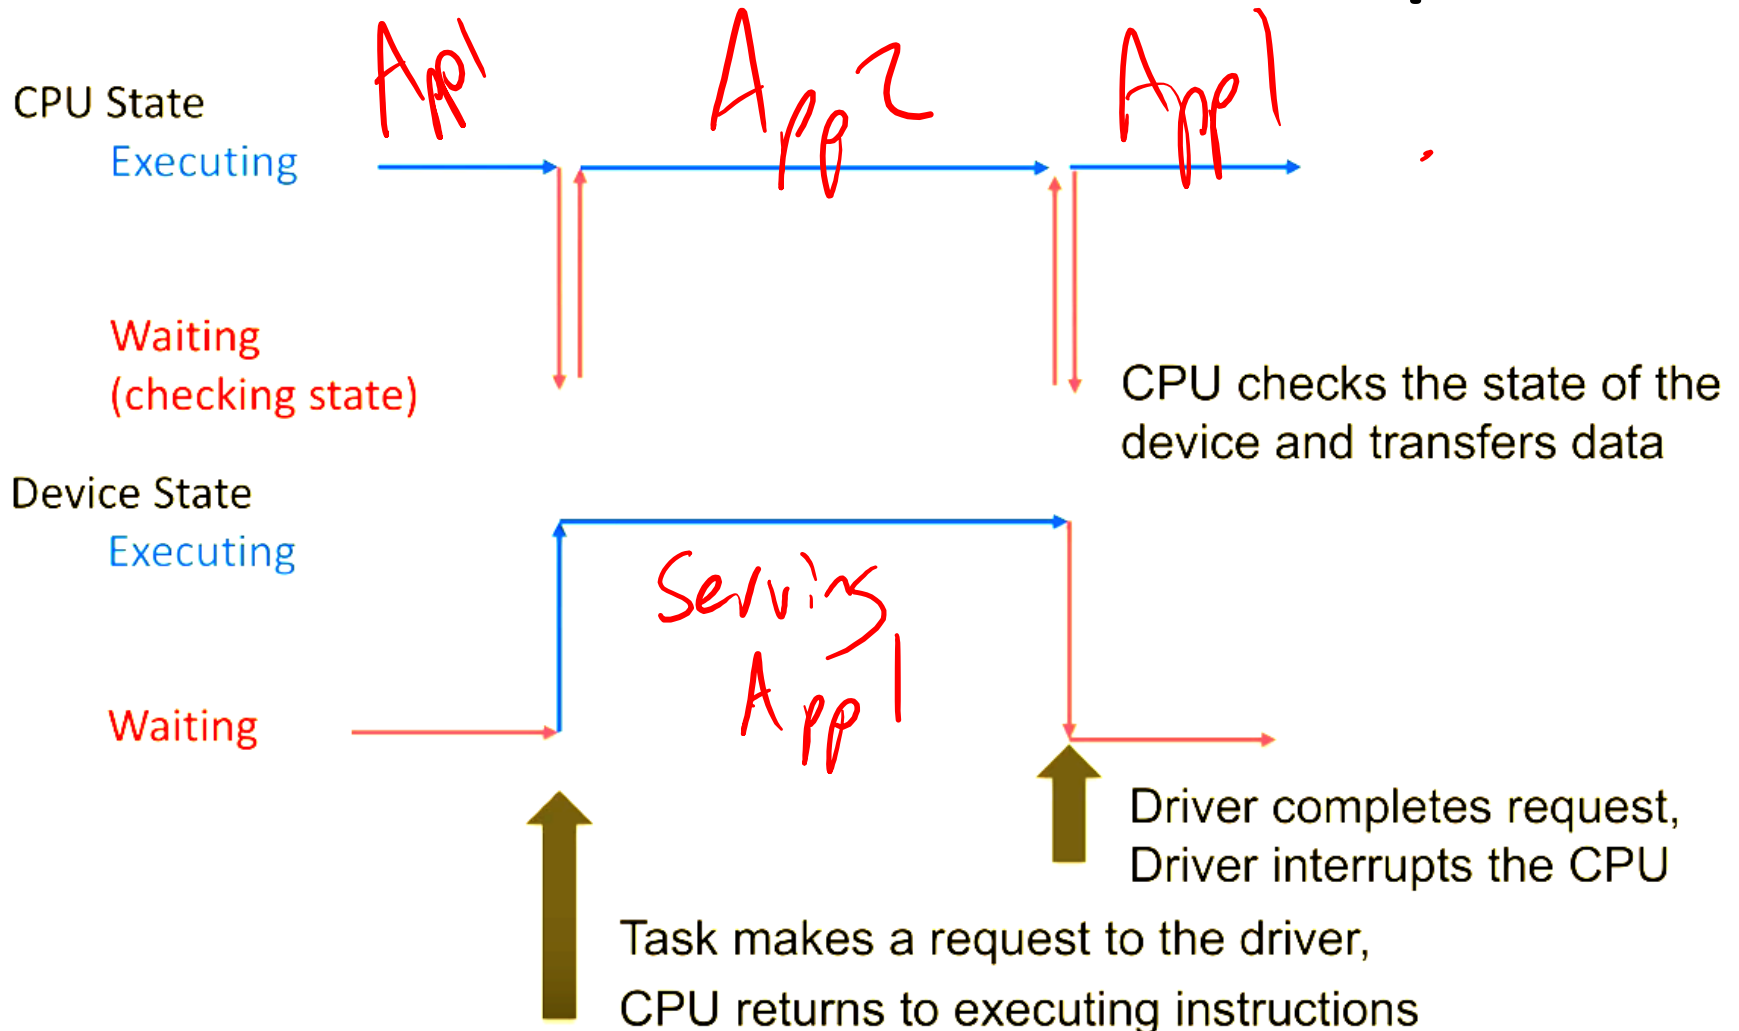 App1 App2 App1
CPU State
Executing
Waiting
(checking state)
CPU checks the state of the
device and transfers data
Device State
Executing
Serving
App1
Waiting
Driver completes request,
Driver interrupts the CPU
Task makes a request to the driver,
CPU returns to executing instructions